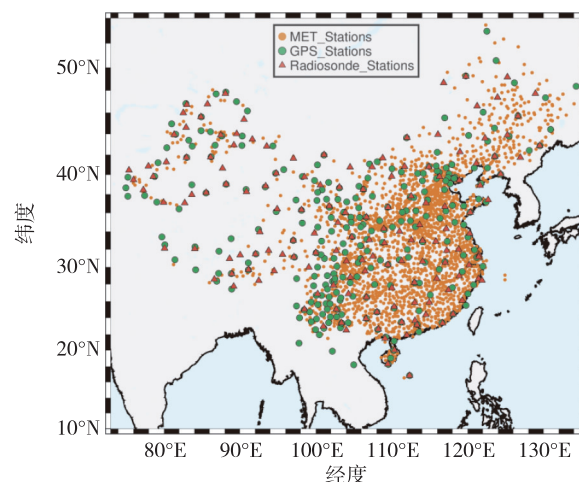 MET_Stations
GPS_Stations
Radiosonde_Stations
50°N
40°N
30°N
20°N
10°N
纬度
80°E 90°E 100°E 110°E 120°E 130°E
经度